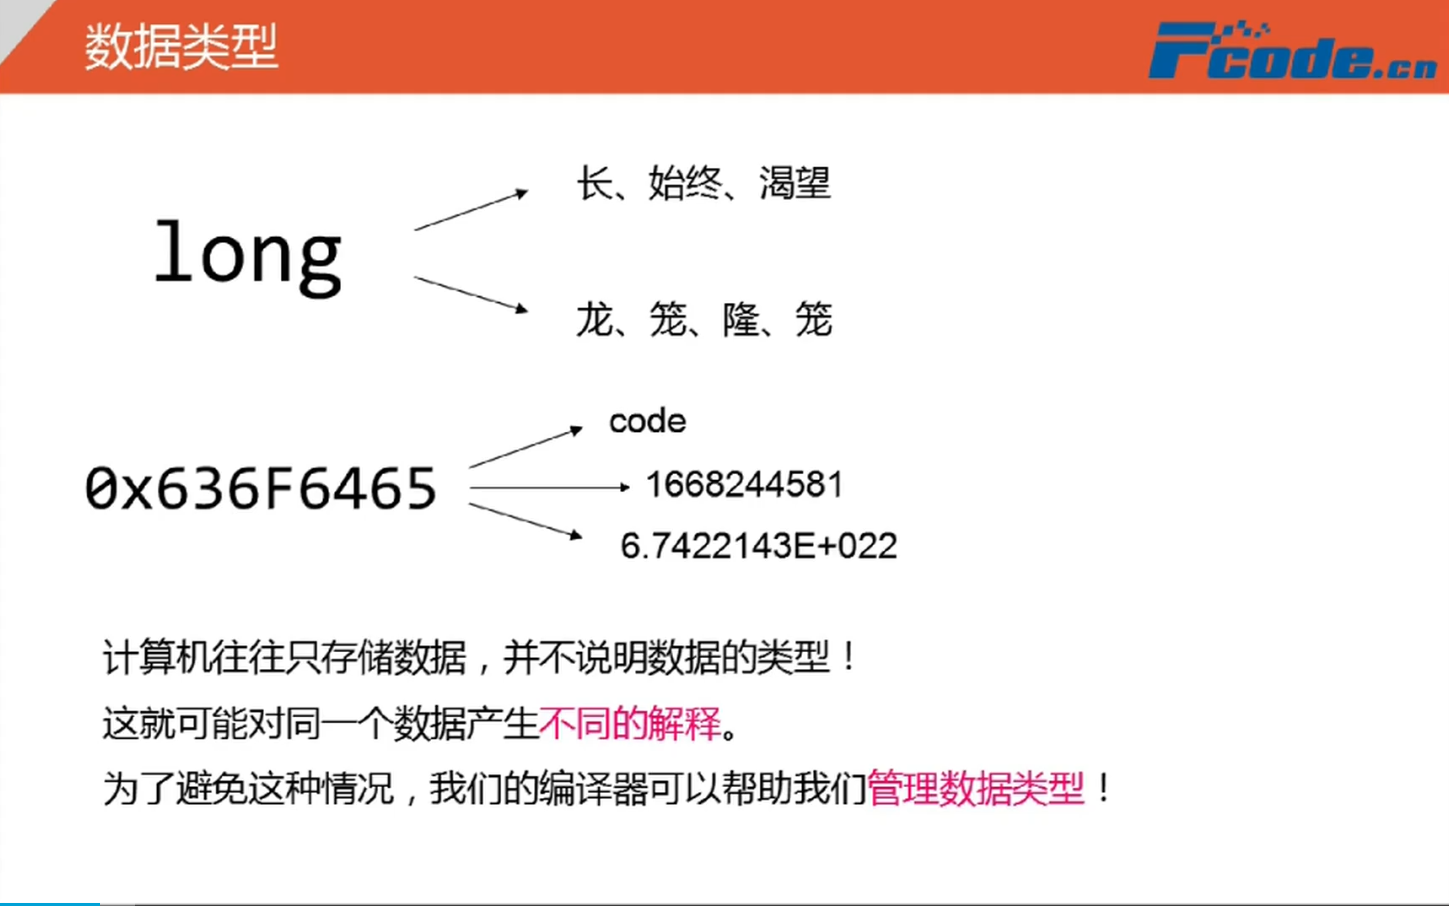 数据类型
Fcode.cn
long
长、始终、渴望
龙、笼、隆、笼
0x636F6465
code
1668244581
6.7422143E+022
计算机往往只存储数据，并不说明数据的类型！
这就可能对同一个数据产生不同的解释。
为了避免这种情况，我们的编译器可以帮助我们管理数据类型！